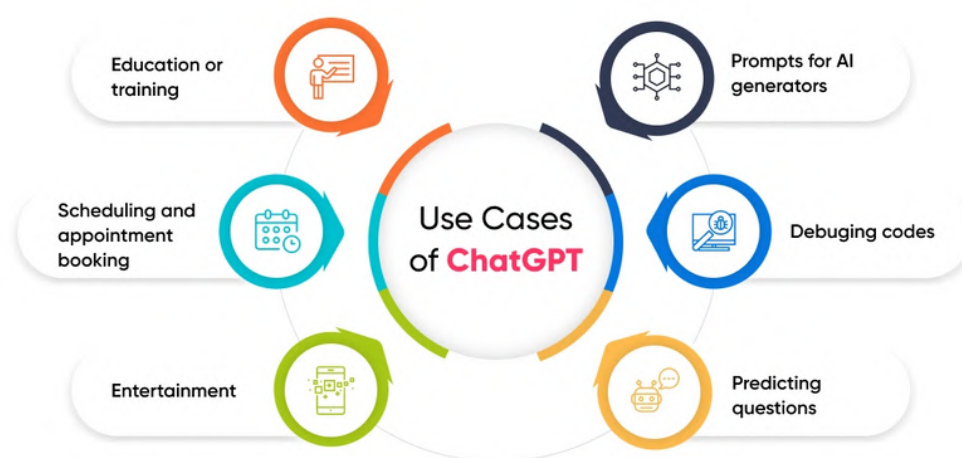 Education or
training
Prompts for AI
generators
Scheduling and
appointment
booking
Use Cases
of ChatGPT
Debuging codes
Entertainment
Predicting
questions